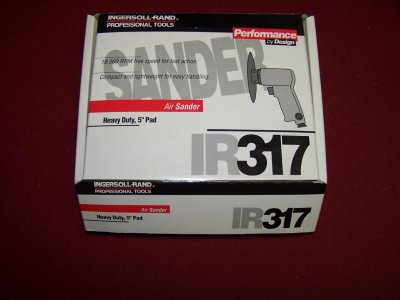 INGERSOLL-RAND
PROFESSIONAL TOOLS
Performance
by Design
SANDER
18,000 RPM free speed for fast action.
Compact and lightweight for easy handling.
Air Sander
Heavy Duty, 5" Pad
IR317
INGERSOLL-RAND
PROFESSIONAL TOOLS
Air Sander
Heavy Duty, 5" Pad
IR317